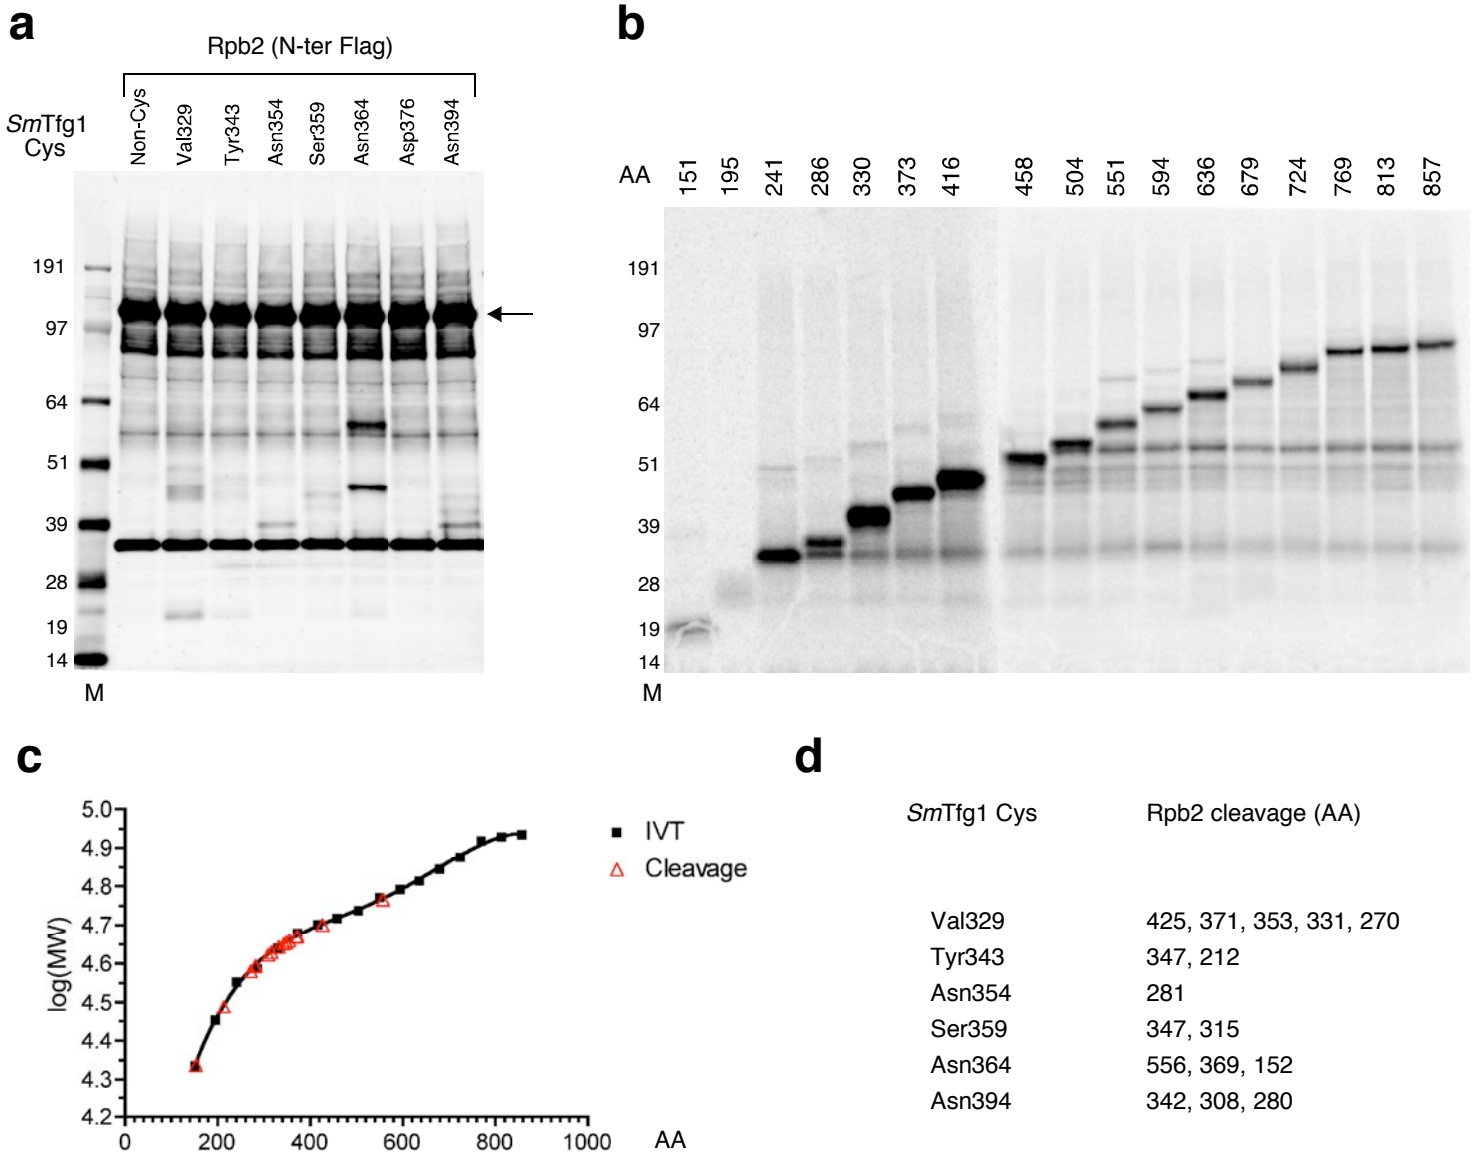 a
Rpb2 (N-ter Flag)
SmTfg1
Cys
Non-Cys
Val329
Tyr343
Asn354
Ser359
Asn364
Asp376
Asn394
191
97
64
51
39
28
19
14
M
b
AA
151
195
241
286
330
373
416
458
504
551
594
636
679
724
769
813
857
191
97
64
51
39
28
19
14
M
c
5.0
4.9
4.8
4.7
4.6
4.5
4.4
4.3
4.2
log(MW)
0 200 400 600 800 1000 AA
IVT
Cleavage
d
SmTfg1 Cys Rpb2 cleavage (AA)
Val329 425, 371, 353, 331, 270
Tyr343 347, 212
Asn354 281
Ser359 347, 315
Asn364 556, 369, 152
Asn394 342, 308, 280